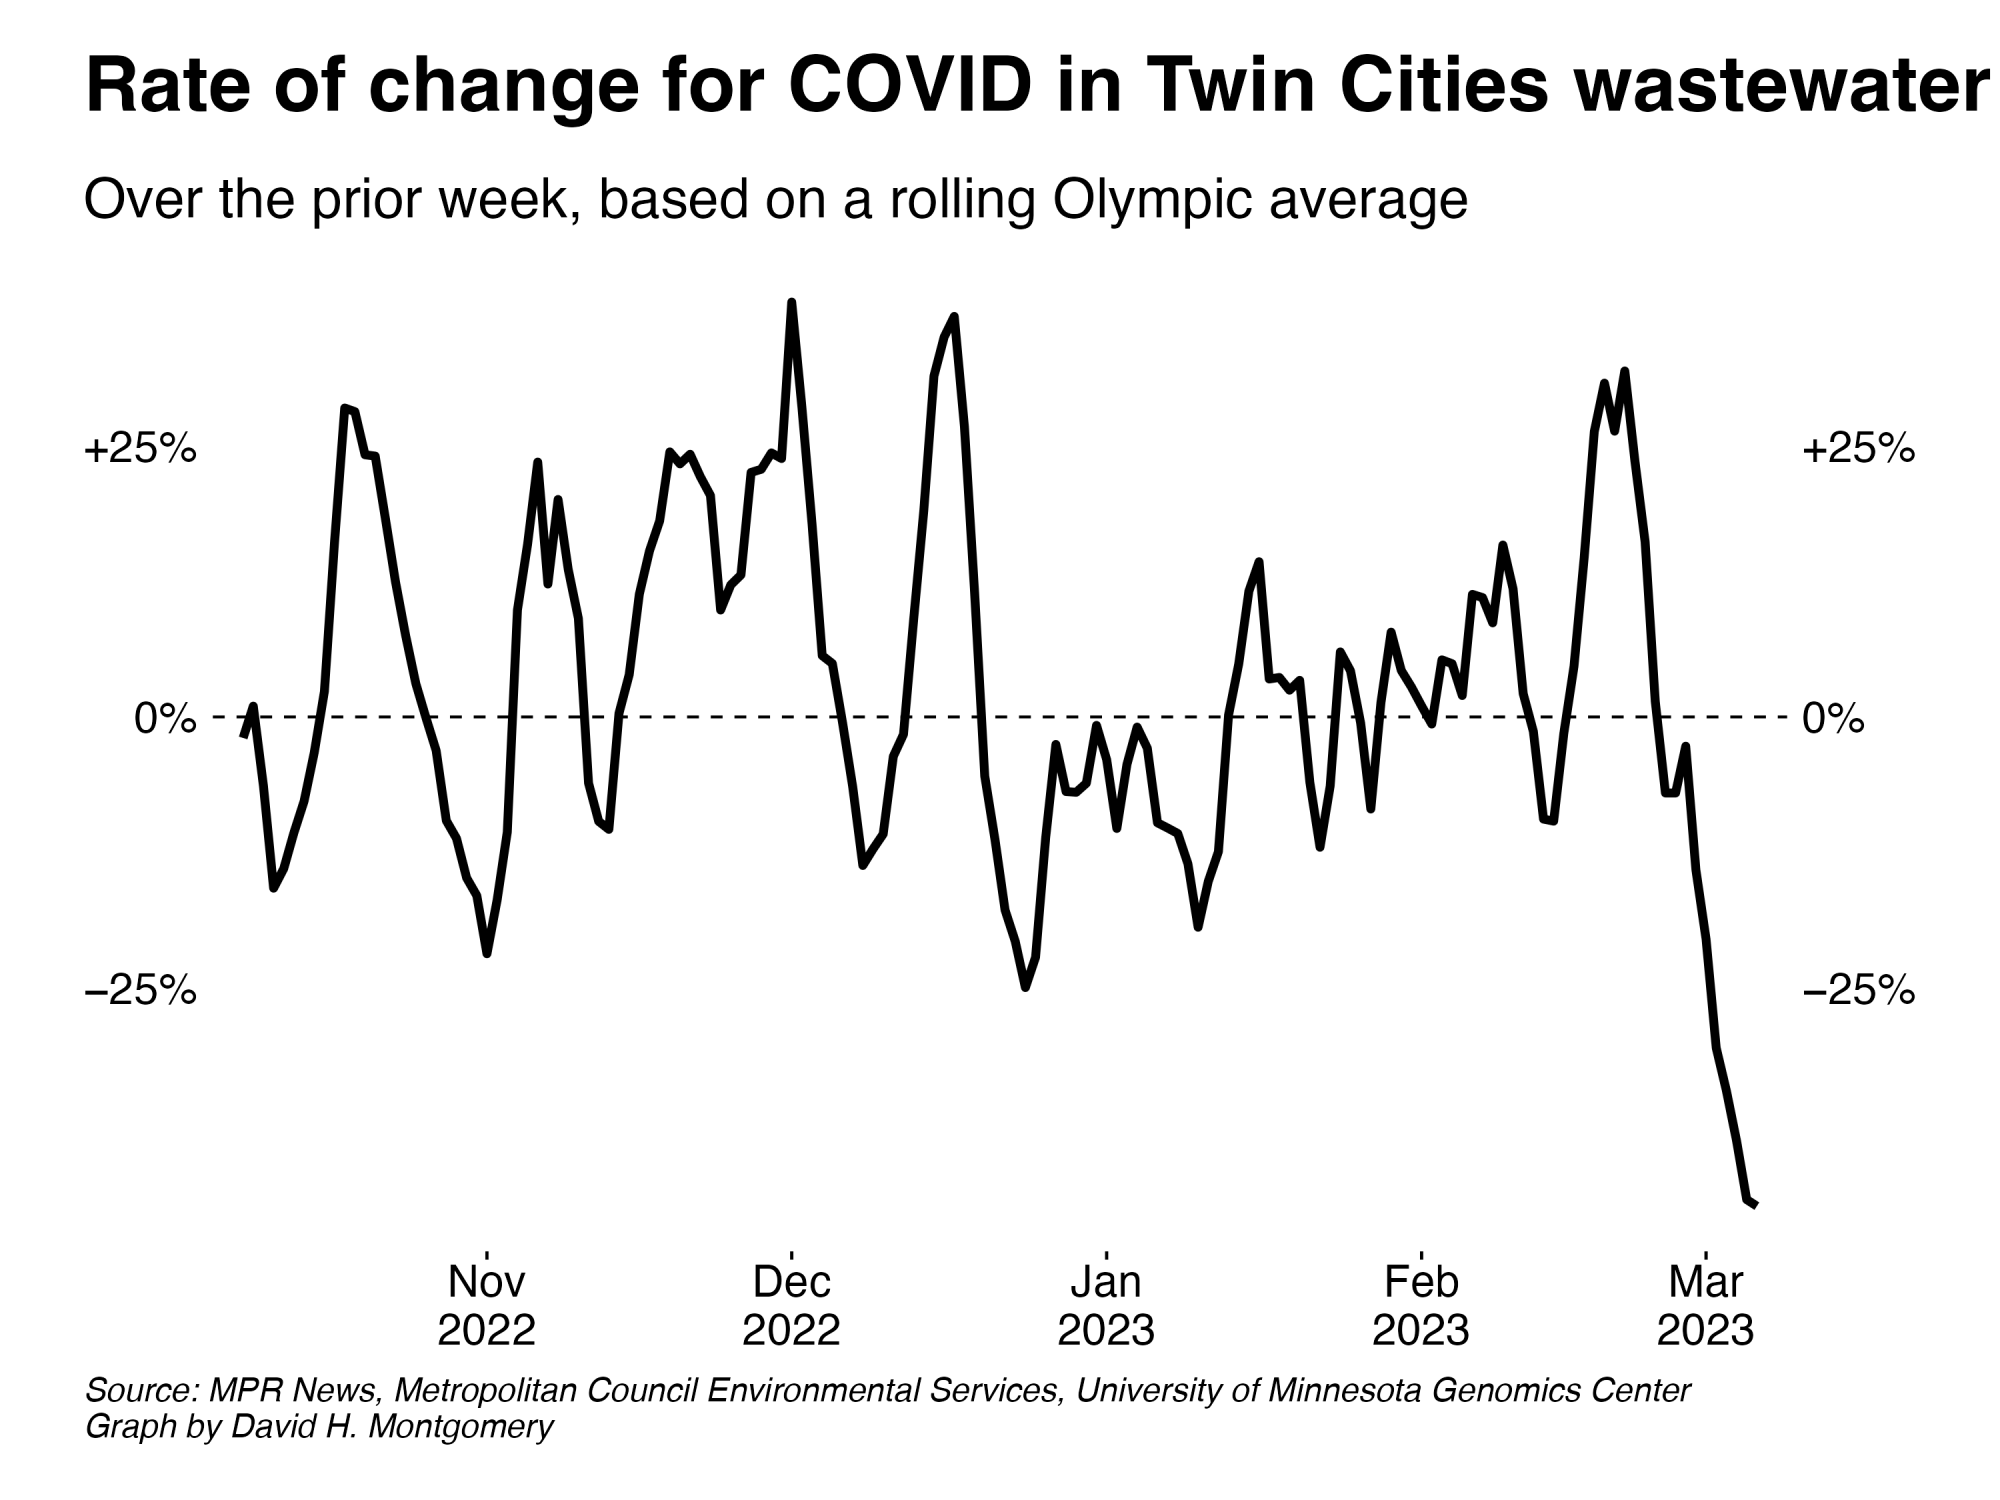 Rate of change for COVID in Twin Cities wastewater
Over the prior week, based on a rolling Olympic average
+25% +25%
0% 0%
−25% −25%
Nov Dec Jan Feb Mar
2022 2022 2023 2023 2023
Source: MPR News, Metropolitan Council Environmental Services, University of Minnesota Genomics Center
Graph by David H. Montgomery